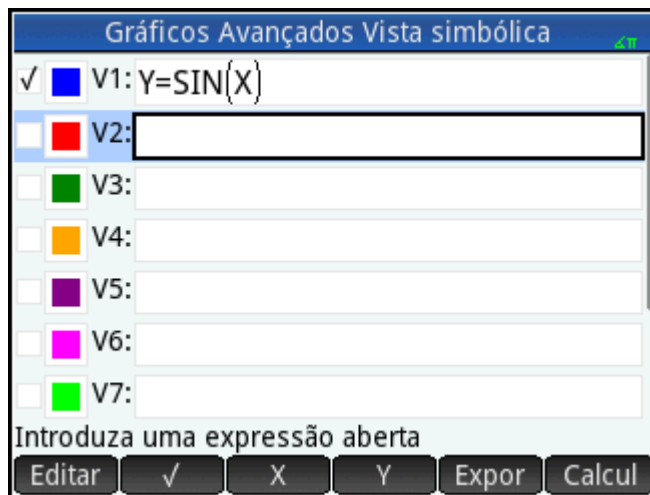 Gráficos Avançados Vista simbólica ∡π
√ V1: Y=SIN(X)
V2:
V3:
V4:
V5:
V6:
V7:
Introduza uma expressão aberta
Editar √ X Y Expor Calcul